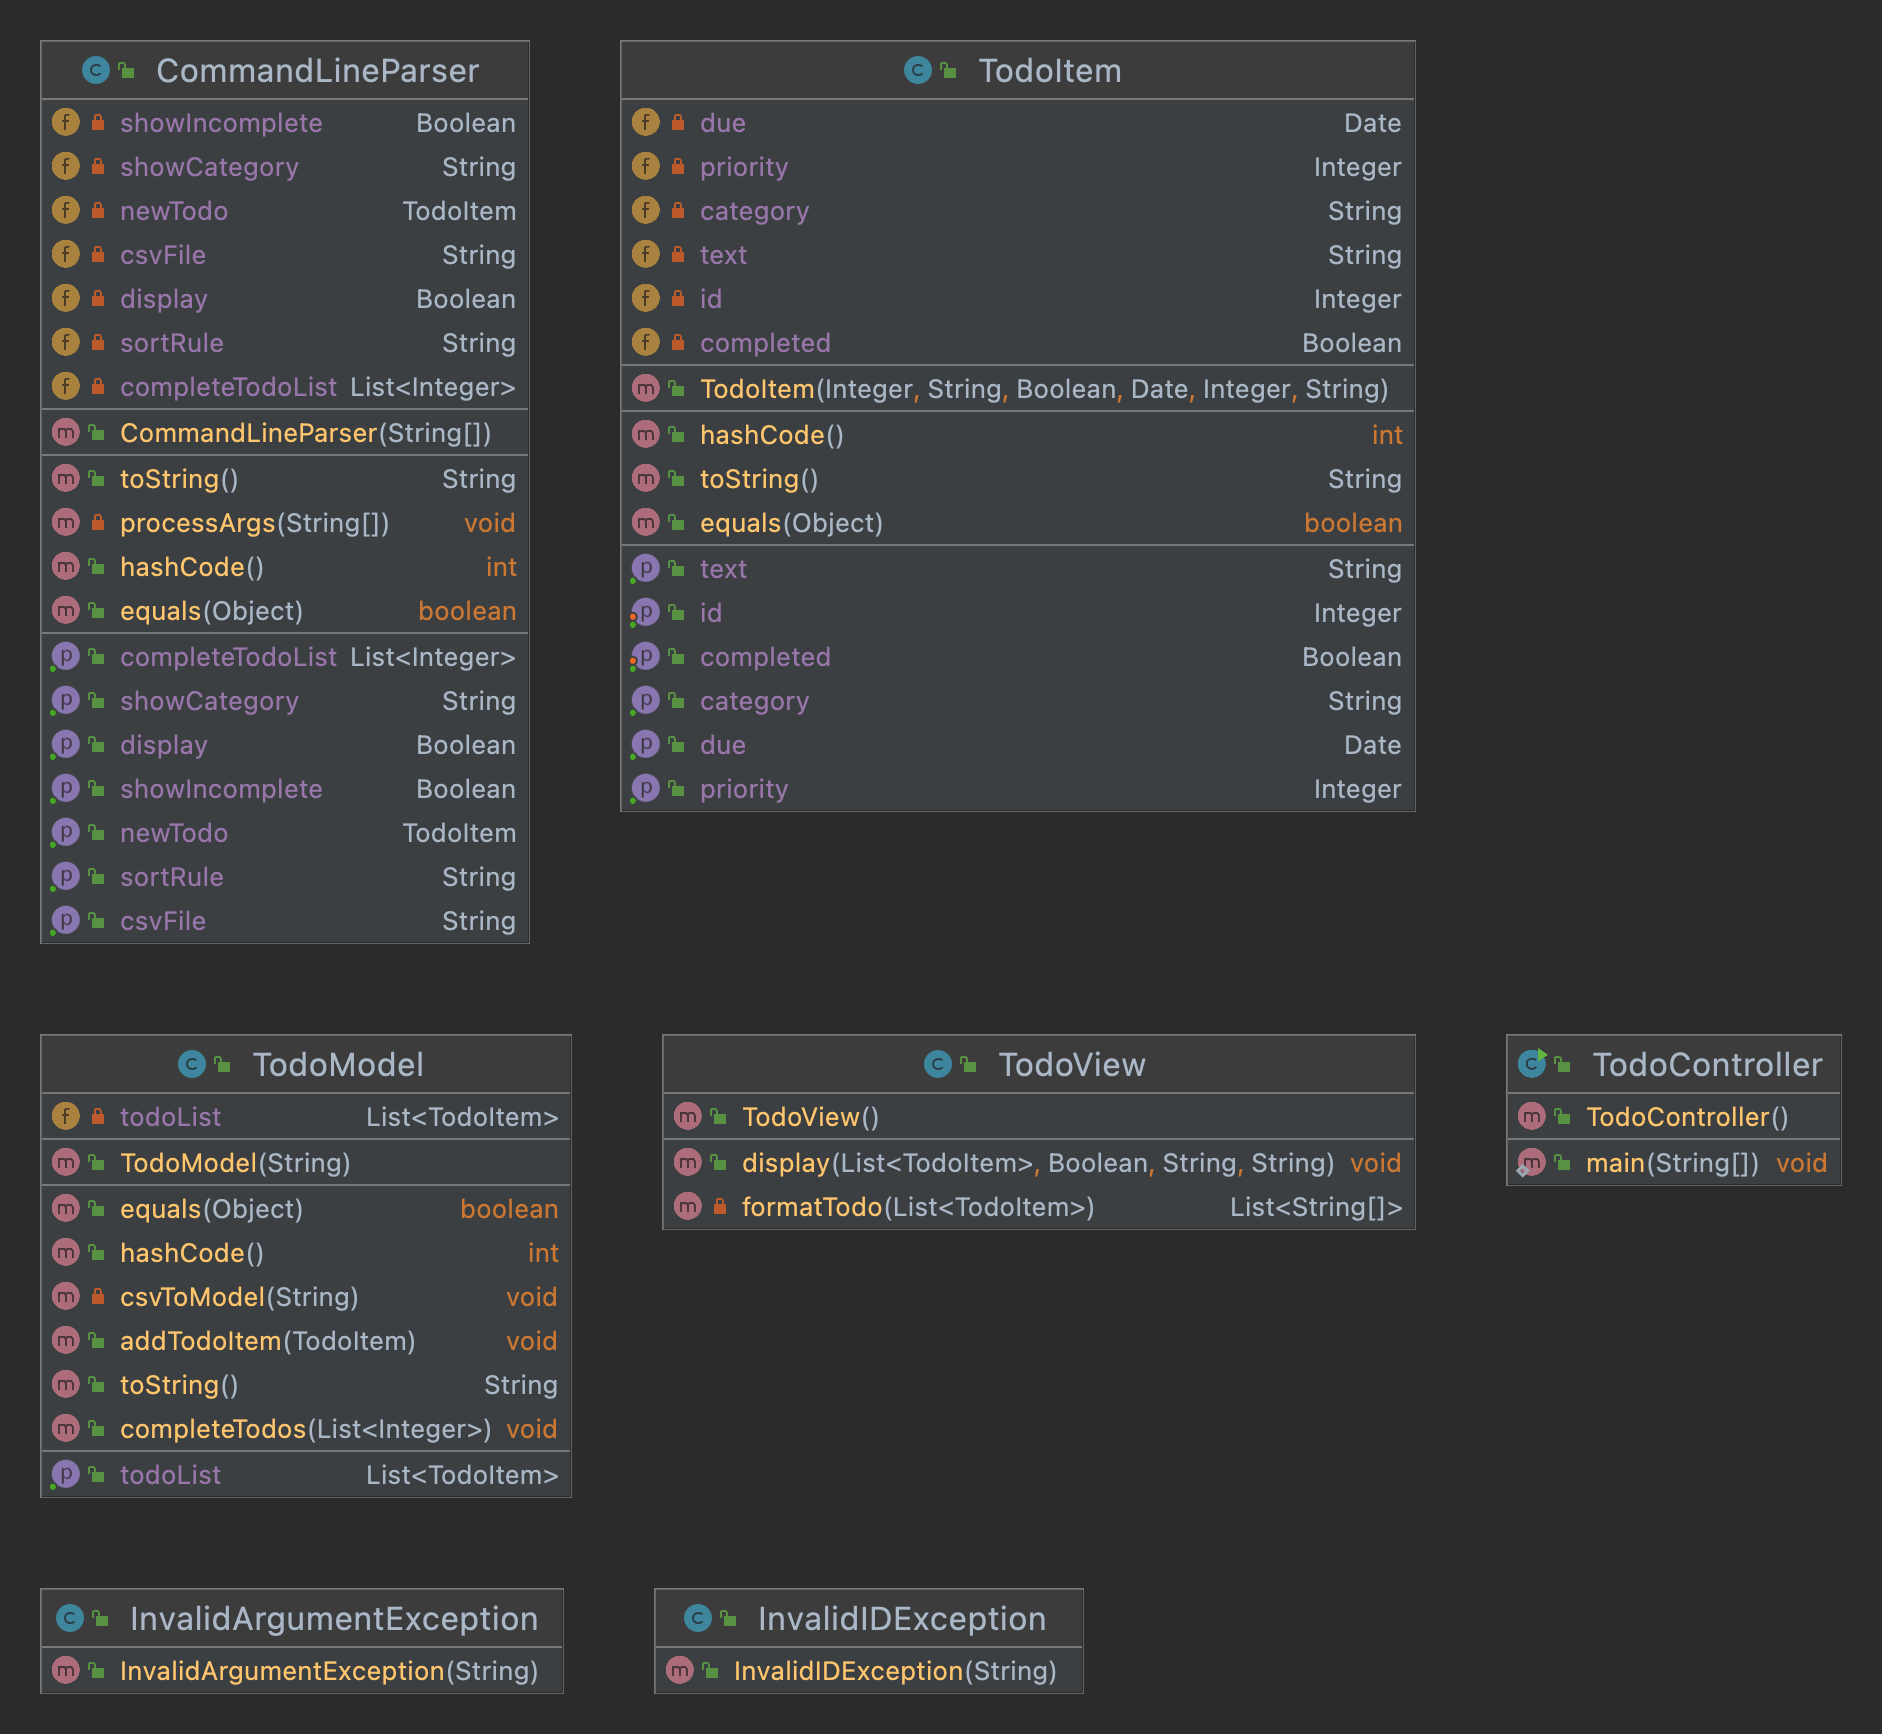 CommandLineParser
showIncomplete Boolean
showCategory String
newTodo TodoItem
csvFile String
display Boolean
sortRule String
completeTodoList List<Integer>
CommandLineParser(String[])
toString() String
processArgs(String[]) void
hashCode() int
equals(Object) boolean
completeTodoList List<Integer>
showCategory String
display Boolean
showIncomplete Boolean
newTodo TodoItem
sortRule String
csvFile String
TodoItem
due Date
priority Integer
category String
text String
id Integer
completed Boolean
TodoItem(Integer, String, Boolean, Date, Integer, String)
hashCode() int
toString() String
equals(Object) boolean
text String
id Integer
completed Boolean
category String
due Date
priority Integer
TodoModel
todoList List<TodoItem>
TodoModel(String)
equals(Object) boolean
hashCode() int
csvToModel(String) void
addTodoItem(TodoItem) void
toString() String
completeTodos(List<Integer>) void
todoList List<TodoItem>
TodoView
TodoView()
display(List<TodoItem>, Boolean, String, String) void
formatTodo(List<TodoItem>) List<String[]>
TodoController
TodoController()
main(String[]) void
InvalidArgumentException
InvalidArgumentException(String)
InvalidIDException
InvalidIDException(String)